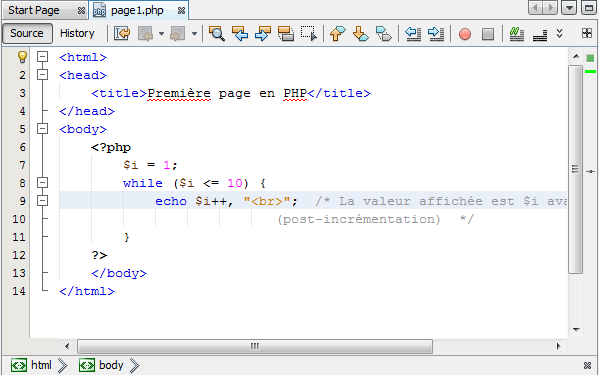 Start Page page1.php
Source History
1 <html>
2 <head>
3 <title>Première page en PHP</title>
4 </head>
5 <body>
6 <?php
7 $i = 1;
8 while ($i <= 10) {
9 echo $i++, "<br>"; /* La valeur affichée est $i ava
10 (post-incrémentation) */
11 }
12 ?>
13 </body>
14 </html>
html body